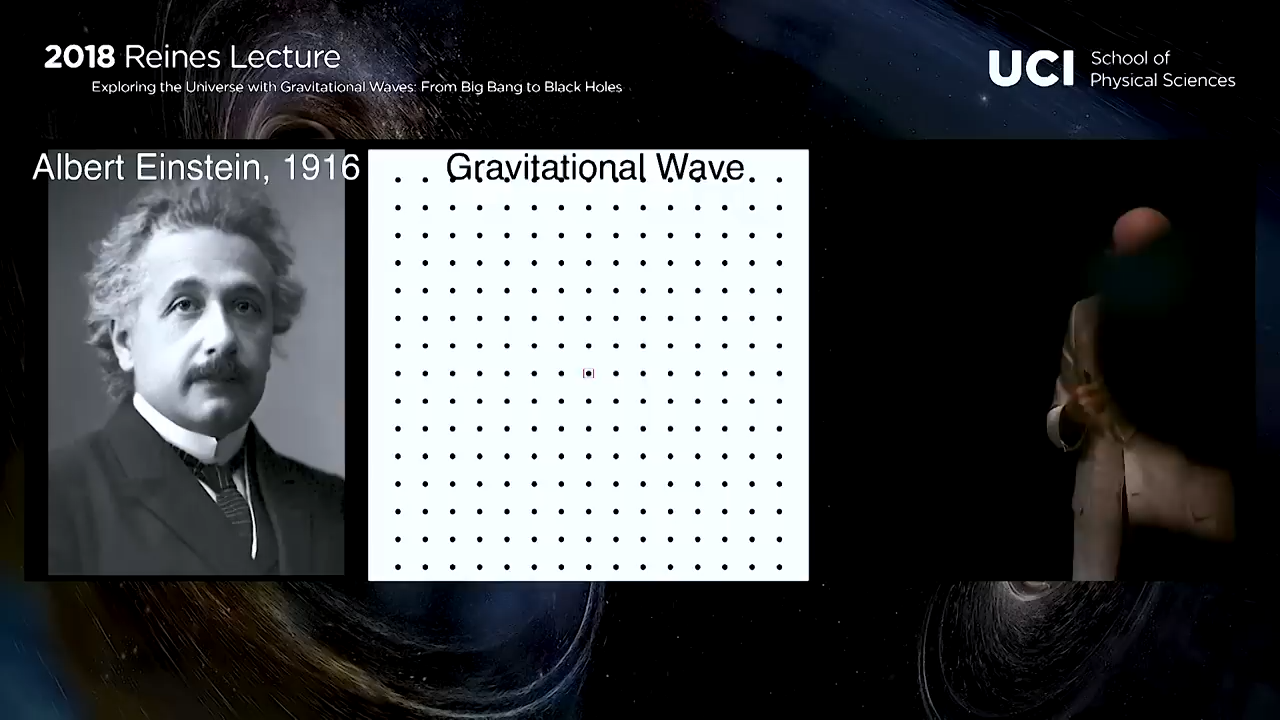 2018 Reines Lecture
Exploring the Universe with Gravitational Waves: From Big Bang to Black Holes
UCI School of
Physical Sciences
Albert Einstein, 1916
Gravitational Wave